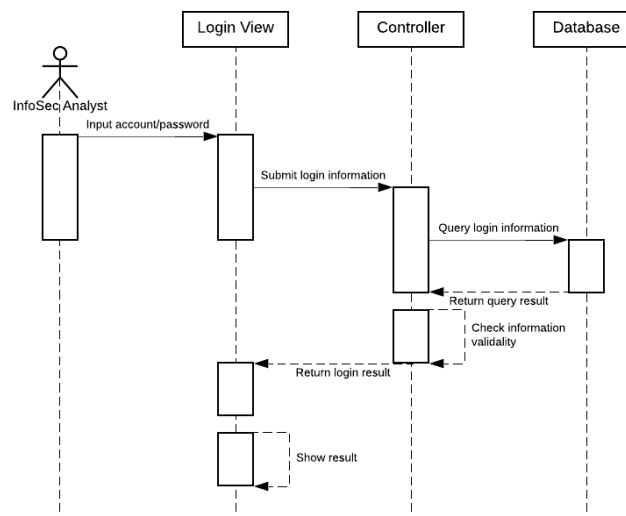 Login View
Controller
Database
InfoSec Analyst
Input account/password
Submit login information
Query login information
Return query result
Check information
validality
Return login result
Show result